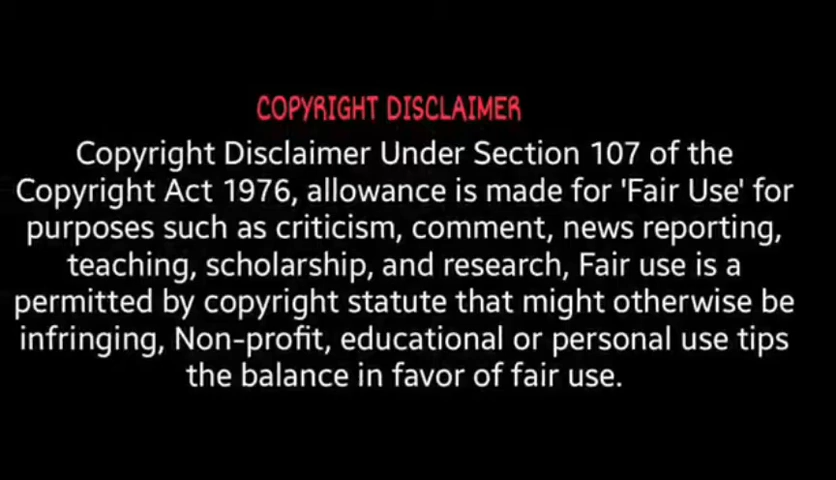 COPYRIGHT DISCLAIMER
Copyright Disclaimer Under Section 107 of the
Copyright Act 1976, allowance is made for 'Fair Use' for
purposes such as criticism, comment, news reporting,
teaching, scholarship, and research, Fair use is a
permitted by copyright statute that might otherwise be
infringing, Non-profit, educational or personal use tips
the balance in favor of fair use.